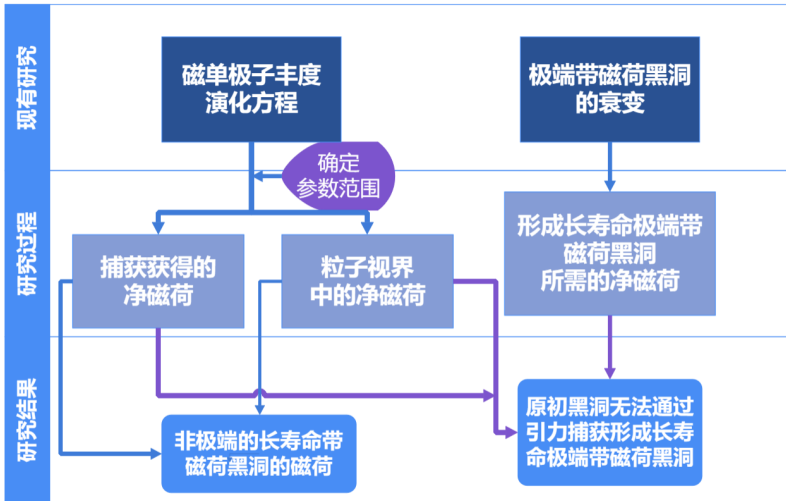 现有研究
磁单极子丰度
演化方程
极端带磁荷黑洞
的衰变
确定
参数范围
研究过程
捕获获得的
净磁荷
粒子视界
中的净磁荷
形成长寿命极端带
磁荷黑洞
所需的净磁荷
研究结果
非极端的长寿命带
磁荷黑洞的磁荷
原初黑洞无法通过
引力捕获形成长寿
命极端带磁荷黑洞